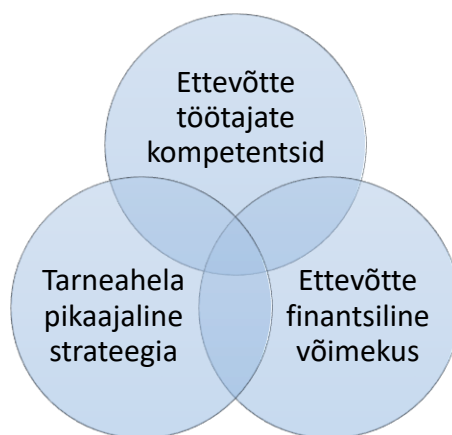 Ettevõtte
töötajate
kompetentsid
Tarneahela
pikaajaline
strateegia
Ettevõtte
finantsiline
võimekus